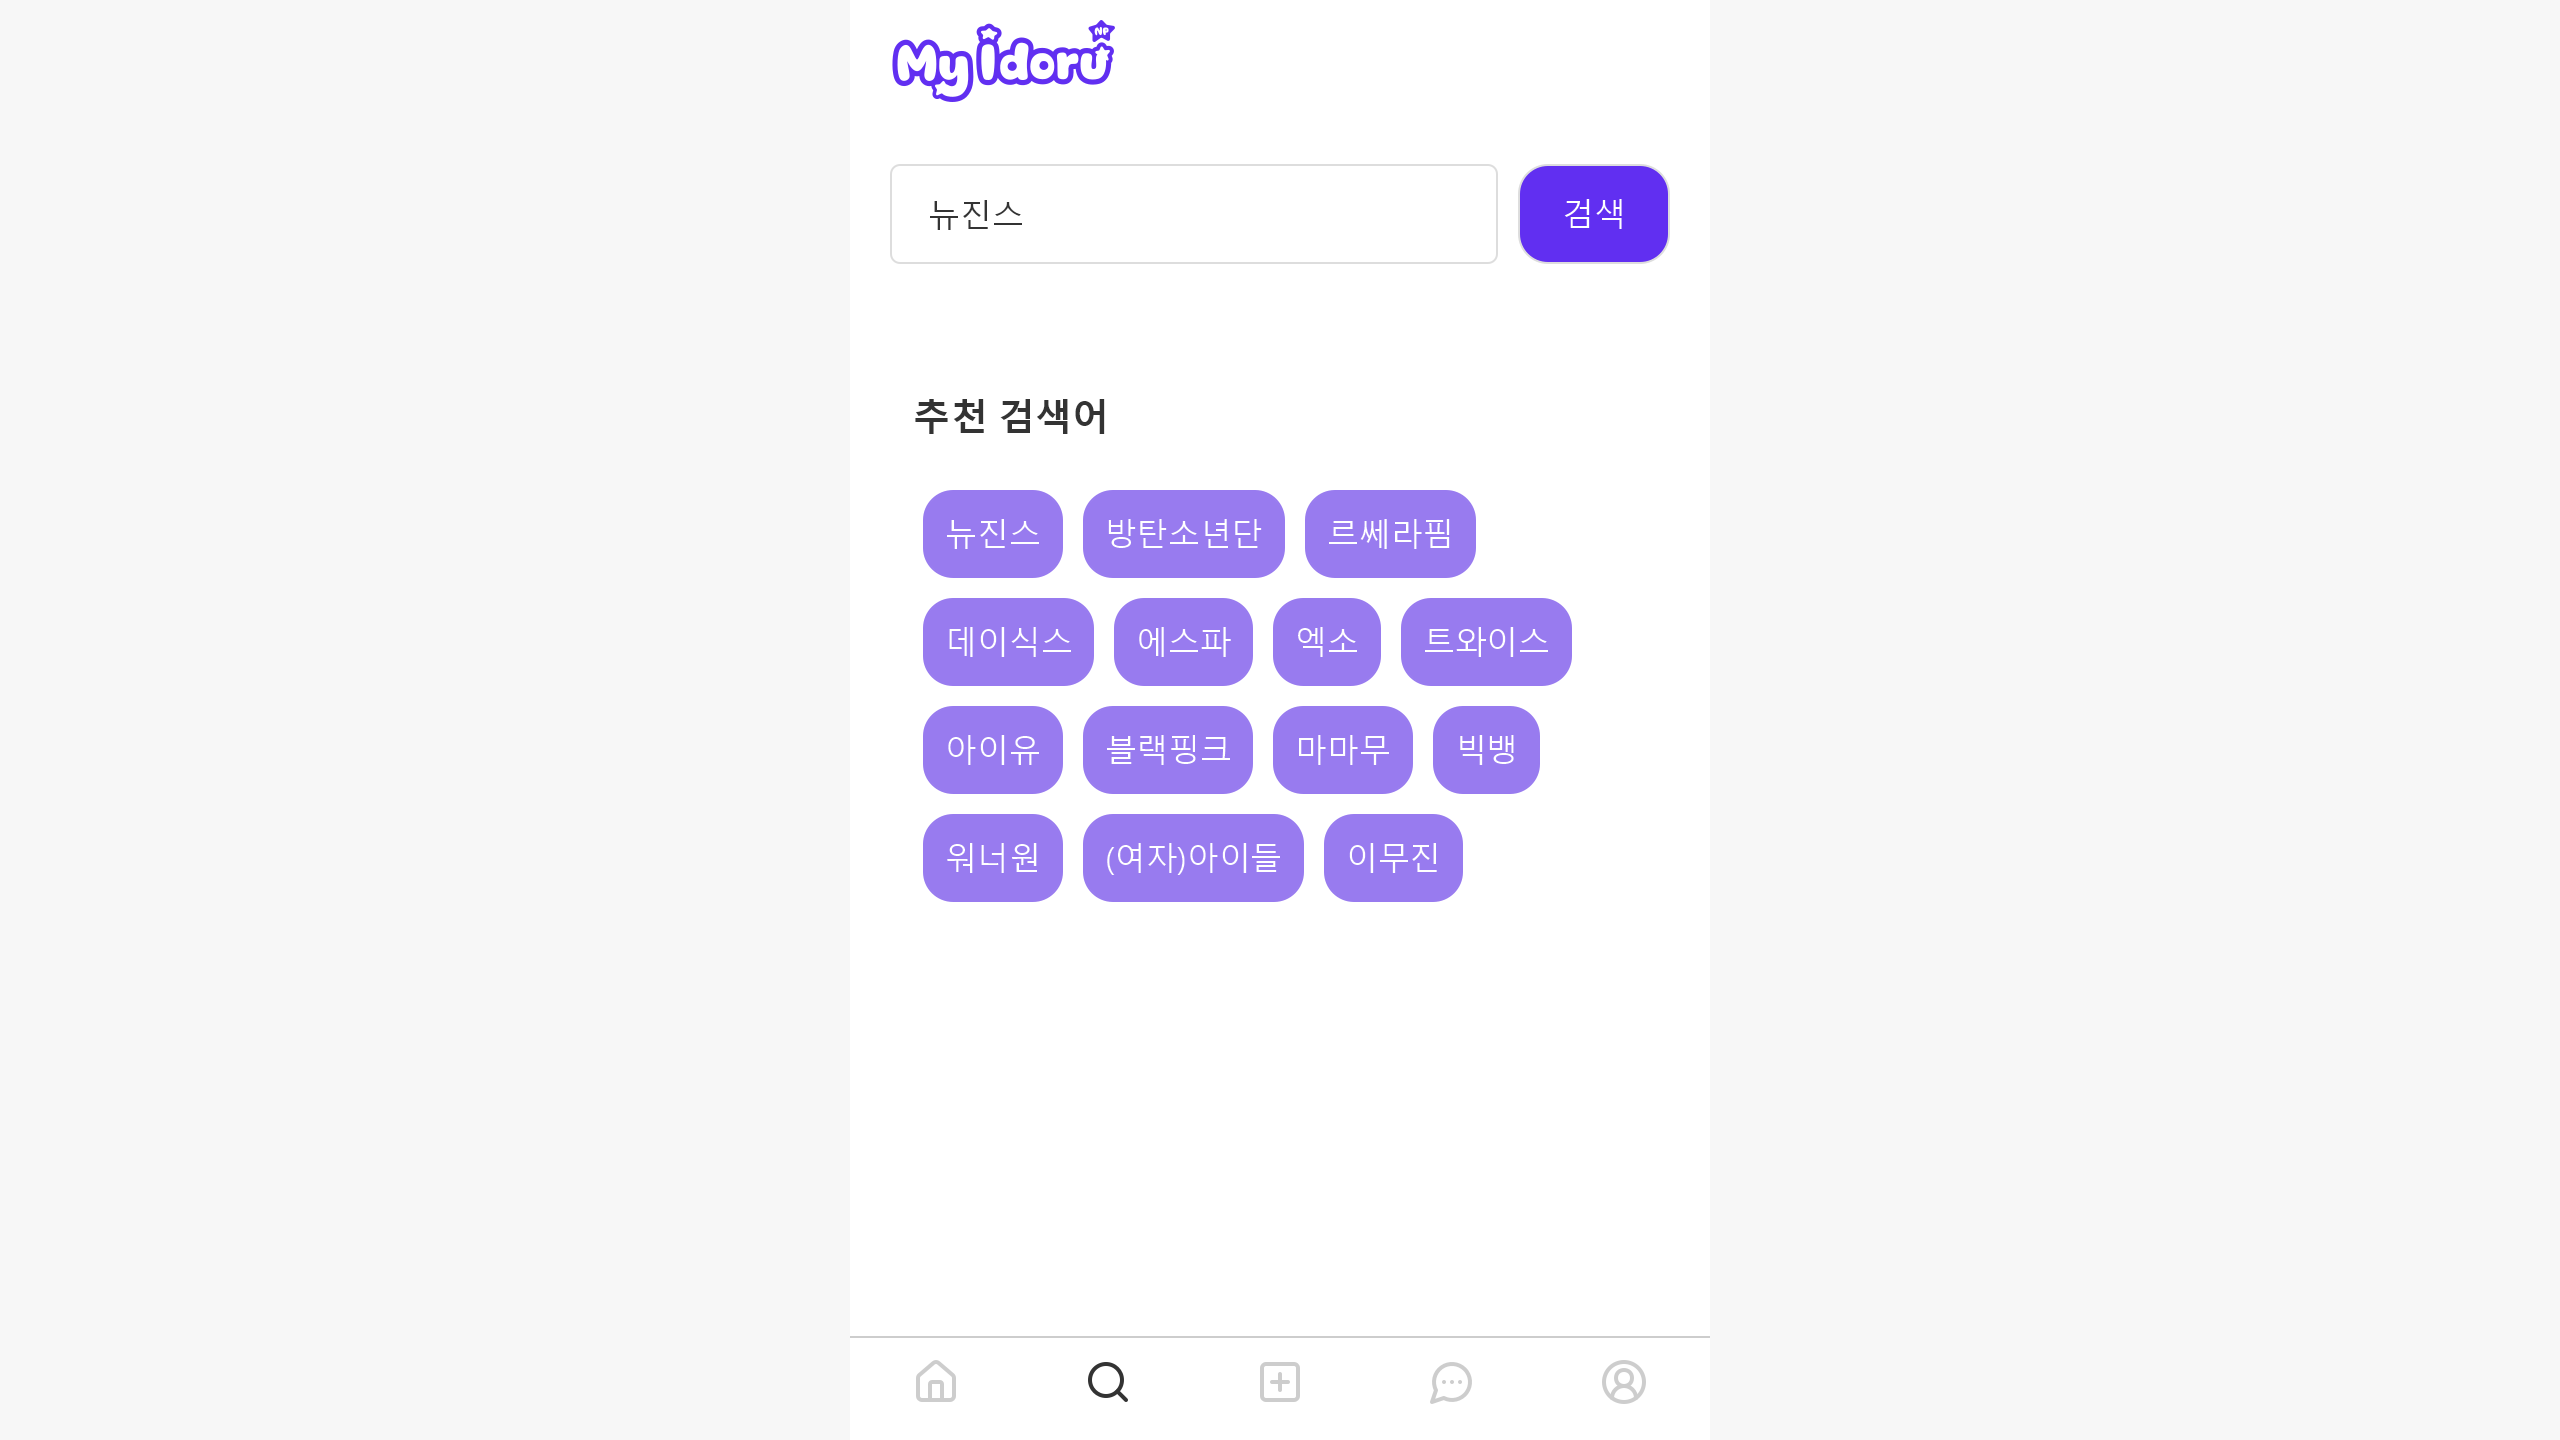 My idoru
NP
뉴진스
검색
추천 검색어
뉴진스 방탄소년단 르쎄라핌
데이식스 에스파 엑소 트와이스
아이유 블랙핑크 마마무 빅뱅
워너원 (여자)아이들 이무진